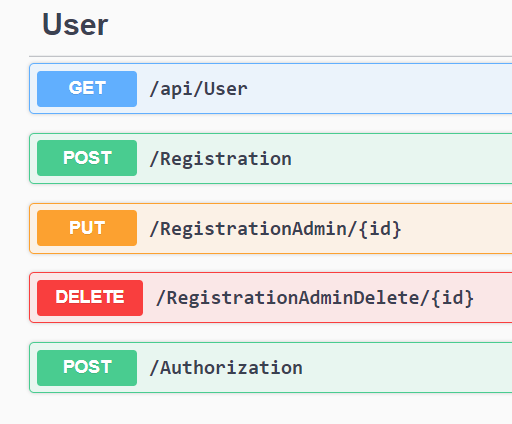 User
GET /api/User
POST /Registration
PUT /RegistrationAdmin/{id}
DELETE /RegistrationAdminDelete/{id}
POST /Authorization